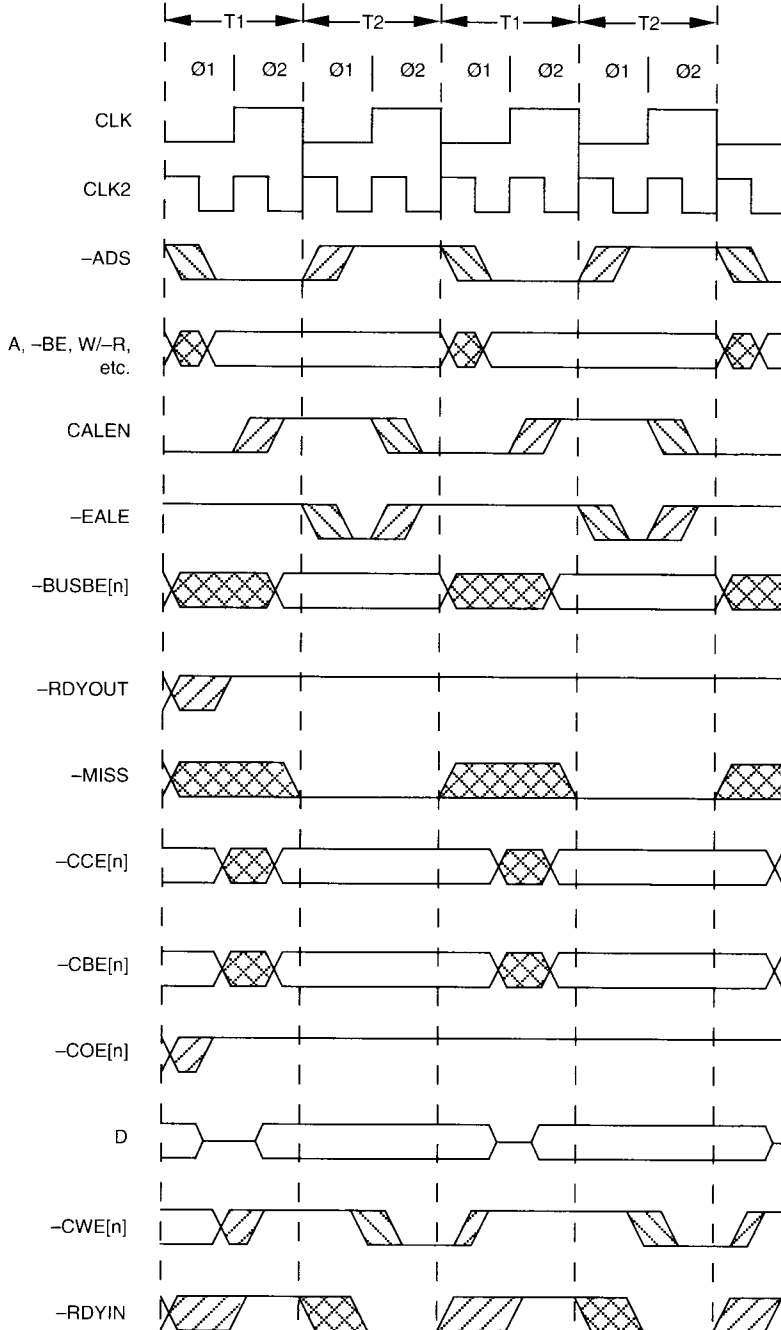 T1 T2 T1 T2
Ø1 Ø2 Ø1 Ø2 Ø1 Ø2 Ø1 Ø2
CLK
CLK2
–ADS
A, –BE, W/–R,
etc.
CALEN
–EALE
–BUSBE[n]
–RDYOUT
–MISS
–CCE[n]
–CBE[n]
–COE[n]
D
–CWE[n]
–RDYIN